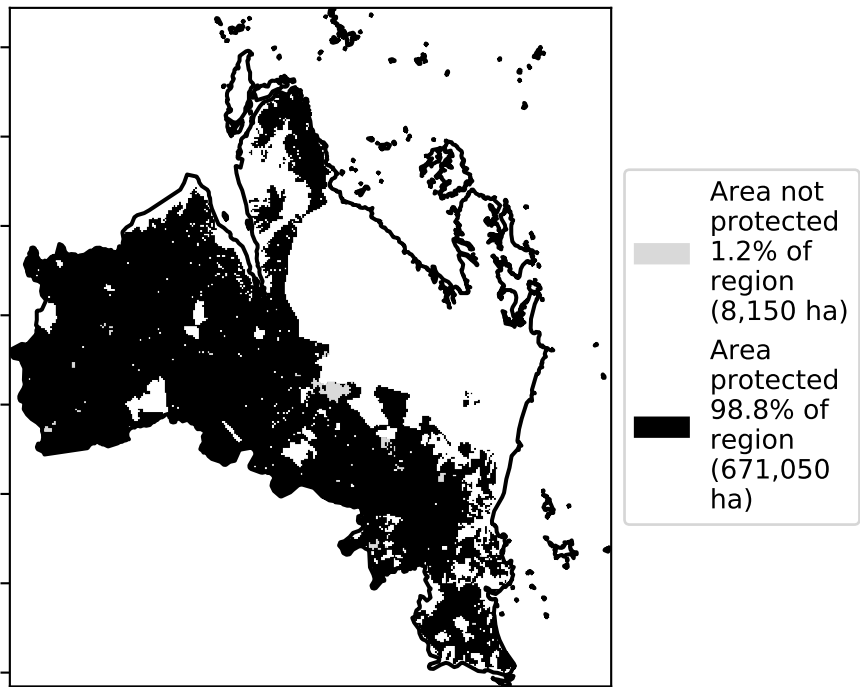 Area not
protected
1.2% of
region
(8,150 ha)
Area
protected
98.8% of
region
(671,050
ha)